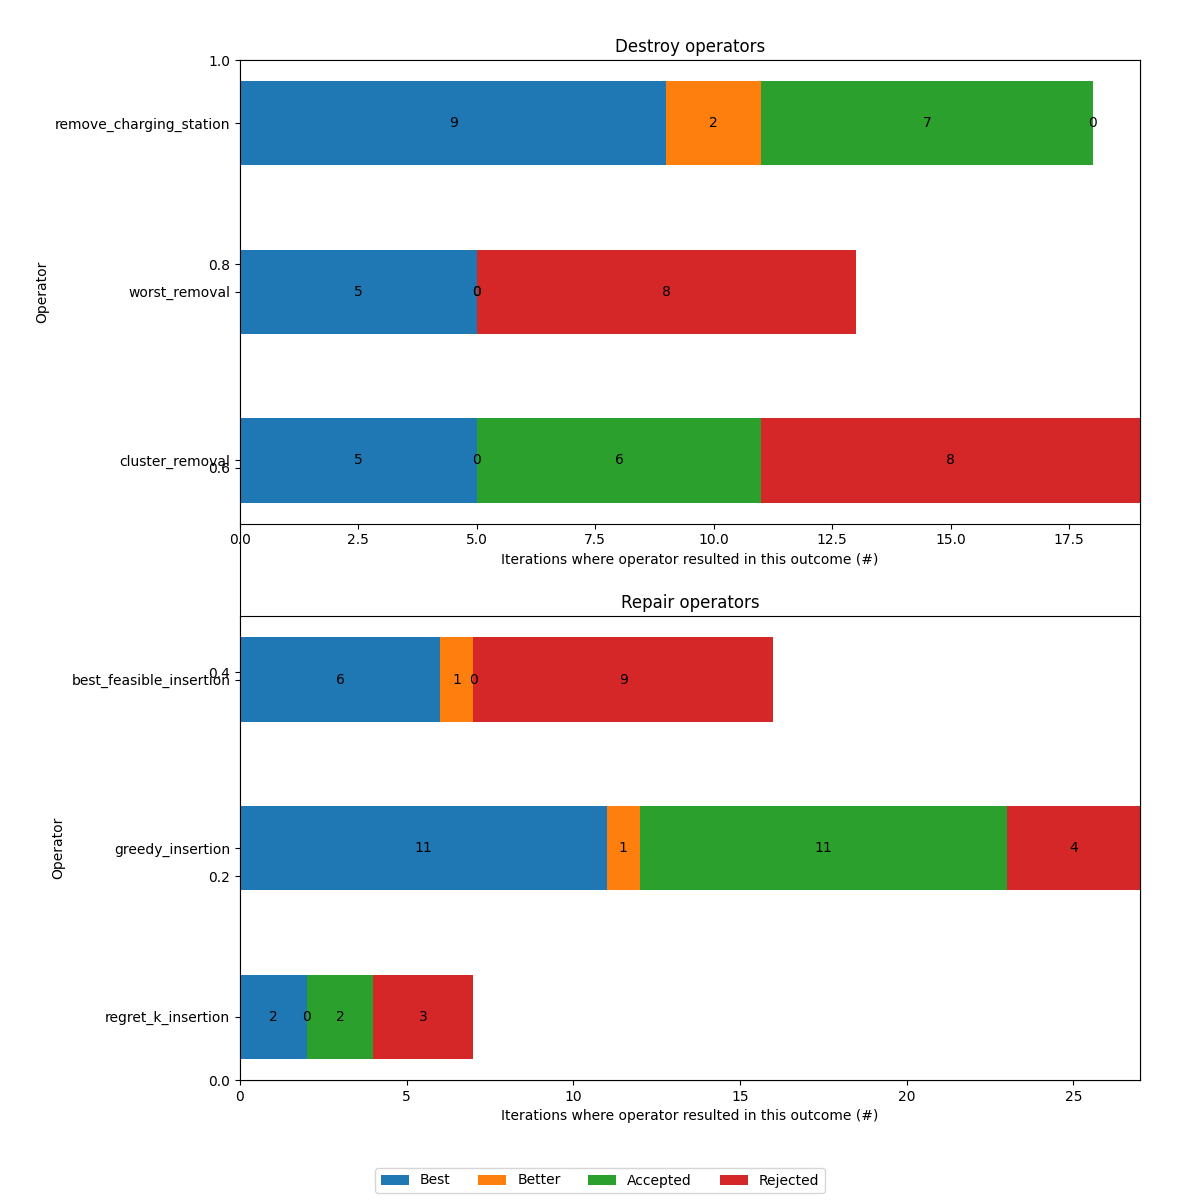 Destroy operators
1.0
remove_charging_station
9
2
7
0
0.8
worst_removal
5
0
8
Operator
cluster_removal
0.6
5
0
6
8
0.0 2.5 5.0 7.5 10.0 12.5 15.0 17.5
Iterations where operator resulted in this outcome (#)
Repair operators
0.4
best_feasible_insertion
6
1
0
9
Operator
greedy_insertion
11
1
11
4
0.2
regret_k_insertion
2
0
2
3
0.0
0 5 10 15 20 25
Iterations where operator resulted in this outcome (#)
Best Better Accepted Rejected